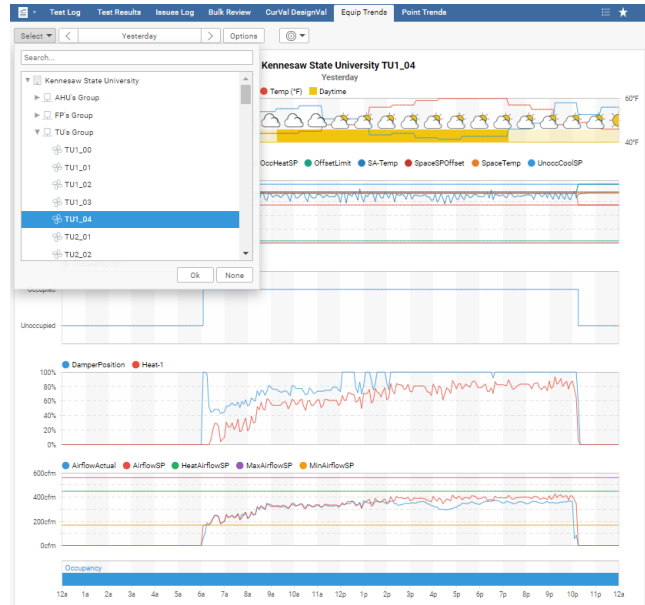 Test Log Test Results Issues Log Bulk Review CurVal DesignVal Equip Trends Point Trends
Select Yesterday Options
Search...
Kennesaw State University
AHU's Group
FP's Group
TU's Group
TU1_00
TU1_01
TU1_02
TU1_03
TU1_04
TU2_01
TU2_02
Ok None
Kennesaw State University TU1_04
Yesterday
Temp (°F) Daytime
60°F
40°F
OccHeatSP OffsetLimit SA-Temp SpaceSPOffset SpaceTemp UnoccCoolSP
Occupied
Unoccupied
DamperPosition Heat-1
100%
80%
60%
40%
20%
0%
AirflowActual AirflowSP HeatAirflowSP MaxAirflowSP MinAirflowSP
600cfm
400cfm
200cfm
0cfm
Occupancy
12a 1a 2a 3a 4a 5a 6a 7a 8a 9a 10a 11a 12p 1p 2p 3p 4p 5p 6p 7p 8p 9p 10p 11p 12a